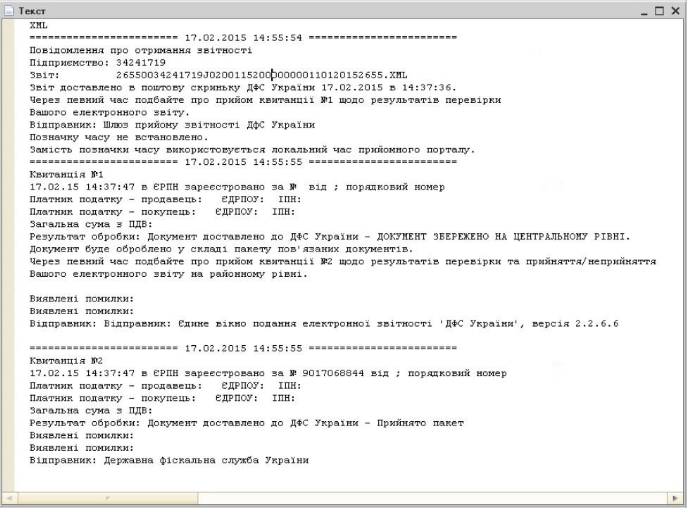 Текст
XML
======================== 17.02.2015 14:55:54 ========================
Повідомлення про отримання звітності
Підприємство: 34241719
Звіт: 26550034241719J0200115200000000110120152655.XML
Звіт доставлено в поштову скриньку ДФС України 17.02.2015 в 14:37:36.
Через певний час подбайте про прийом квитанції №1 щодо результатів перевірки
Вашого електронного звіту.
Відправник: Шлюз прийому звітності ДФС України
Позначку часу не встановлено.
Замість позначки часу використовується локальний час прийомного порталу.
======================== 17.02.2015 14:55:55 ========================
Квитанція №1
17.02.15 14:37:47 в ЄРПН зареєстровано за № від ; порядковий номер
Платник податку – продавець: ЄДРПОУ: ІПН:
Платник податку – покупець: ЄДРПОУ: ІПН:
Загальна сума з ПДВ:
Результат обробки: Документ доставлено до ДФС України – ДОКУМЕНТ ЗБЕРЕЖЕНО НА ЦЕНТРАЛЬНОМУ РІВНІ.
Документ буде оброблено у складі пакету пов'язаних документів.
Через певний час подбайте про прийом квитанції №2 щодо результатів перевірки та прийняття/неприйняття
Вашого електронного звіту на районному рівні.
Виявлені помилки:
Виявлені помилки:
Відправник: Відправник: Єдине вікно подання електронної звітності 'ДФС України', версія 2.2.6.6
======================== 17.02.2015 14:55:55 ========================
Квитанція №2
17.02.15 14:37:47 в ЄРПН зареєстровано за № 9017068844 від ; порядковий номер
Платник податку – продавець: ЄДРПОУ: ІПН:
Платник податку – покупець: ЄДРПОУ: ІПН:
Загальна сума з ПДВ:
Результат обробки: Документ доставлено до ДФС України – Прийнято пакет
Виявлені помилки:
Виявлені помилки:
Відправник: Державна фіскальна служба України